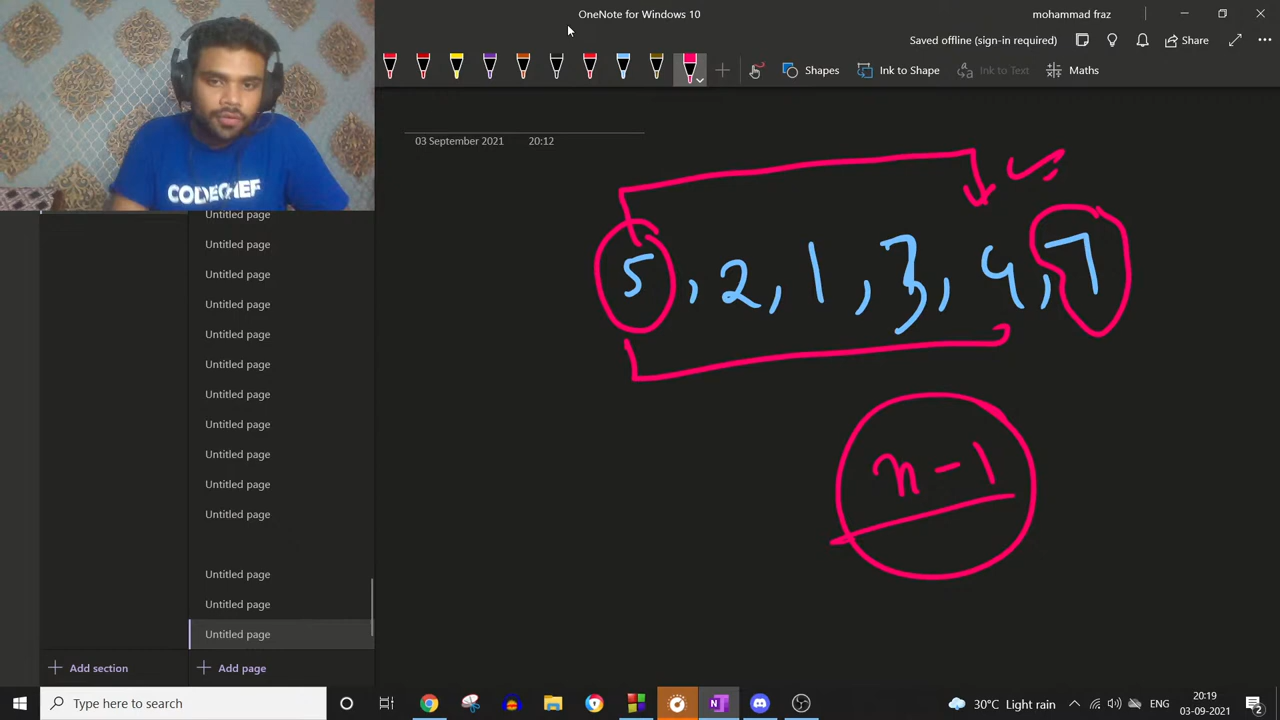 OneNote for Windows 10
mohammad fraz
Saved offline (sign-in required)
Share
Shapes
Ink to Shape
Ink to Text
Maths
03 September 2021 20:12
CODECHEF
5, 2, 1, 3, 4, 7
n-1
Untitled page
Untitled page
Untitled page
Untitled page
Untitled page
Untitled page
Untitled page
Untitled page
Untitled page
Untitled page
Untitled page
Untitled page
Untitled page
Untitled page
Add section
Add page
Type here to search
30°C Light rain
ENG
20:19
03-09-2021
2